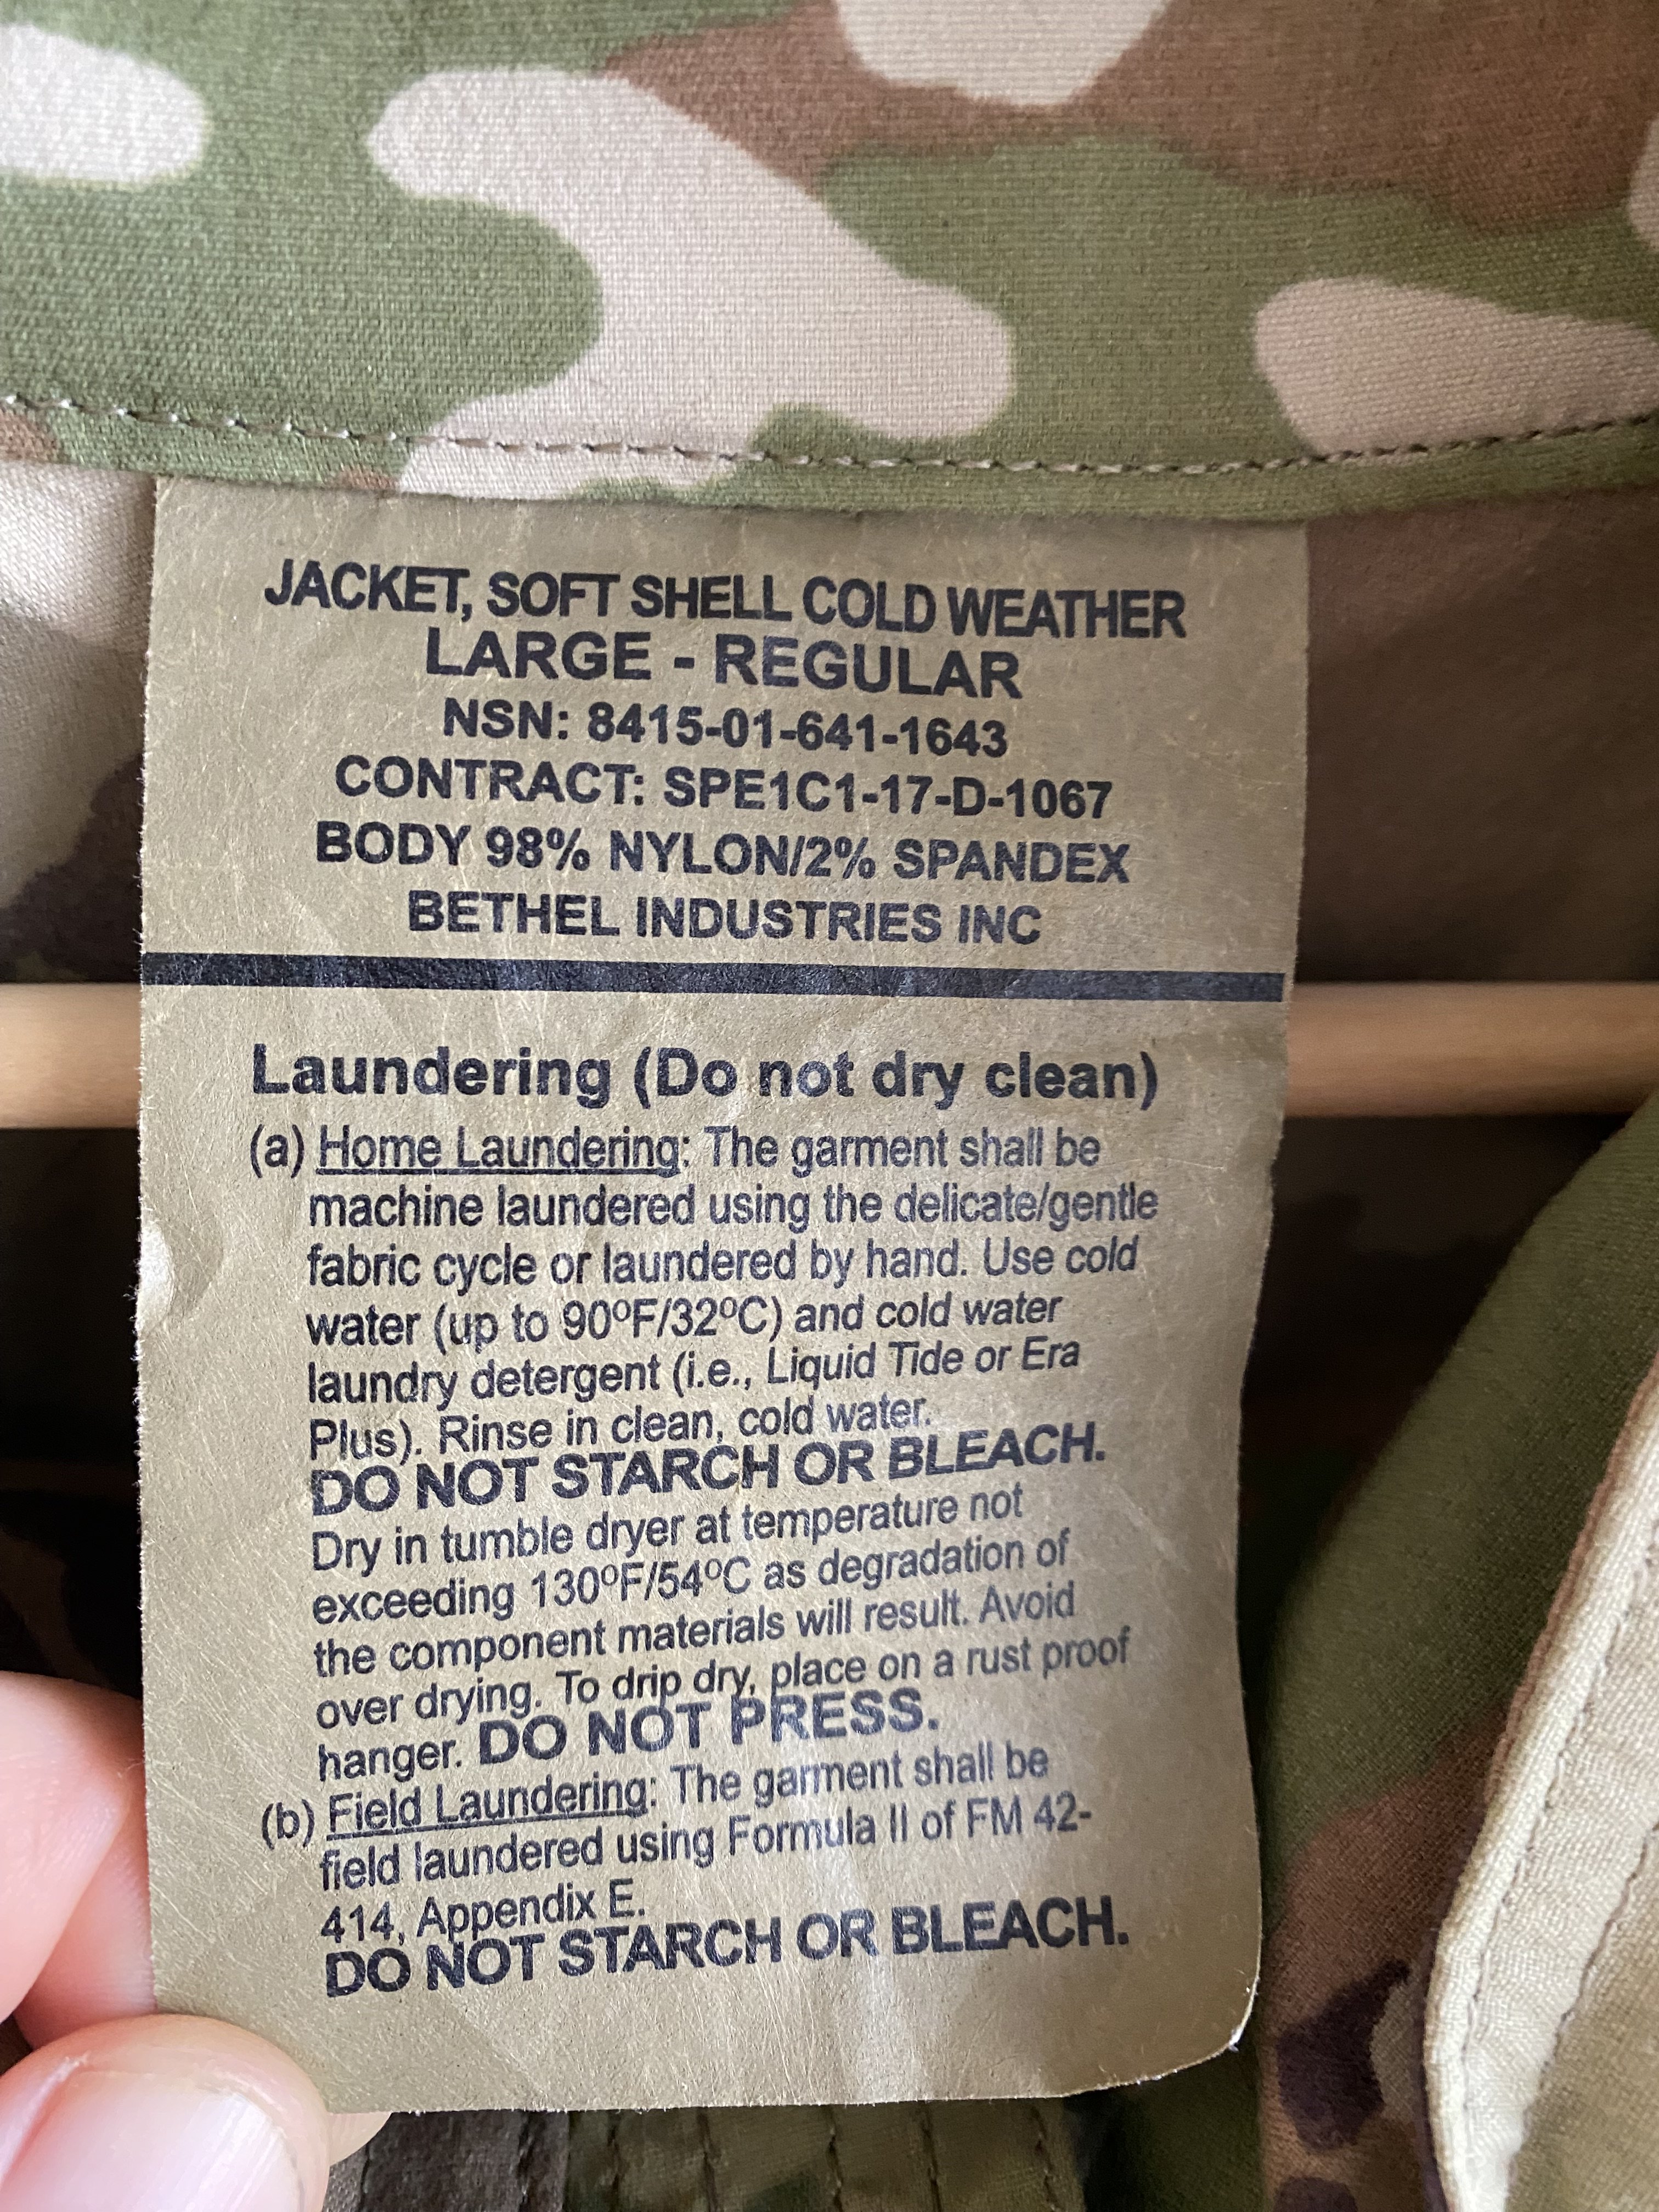 JACKET, SOFT SHELL COLD WEATHER
LARGE - REGULAR
NSN: 8415-01-641-1643
CONTRACT: SPE1C1-17-D-1067
BODY 98% NYLON/2% SPANDEX
BETHEL INDUSTRIES INC
Laundering (Do not dry clean)
(a) Home Laundering: The garment shall be
machine laundered using the delicate/gentle
fabric cycle or laundered by hand. Use cold
water (up to 90ºF/32ºC) and cold water
laundry detergent (i.e., Liquid Tide or Era
Plus). Rinse in clean, cold water.
DO NOT STARCH OR BLEACH.
Dry in tumble dryer at temperature not
exceeding 130ºF/54ºC as degradation of
the component materials will result. Avoid
over drying. To drip dry, place on a rust proof
hanger. DO NOT PRESS.
(b) Field Laundering: The garment shall be
field laundered using Formula II of FM 42-
414, Appendix E.
DO NOT STARCH OR BLEACH.